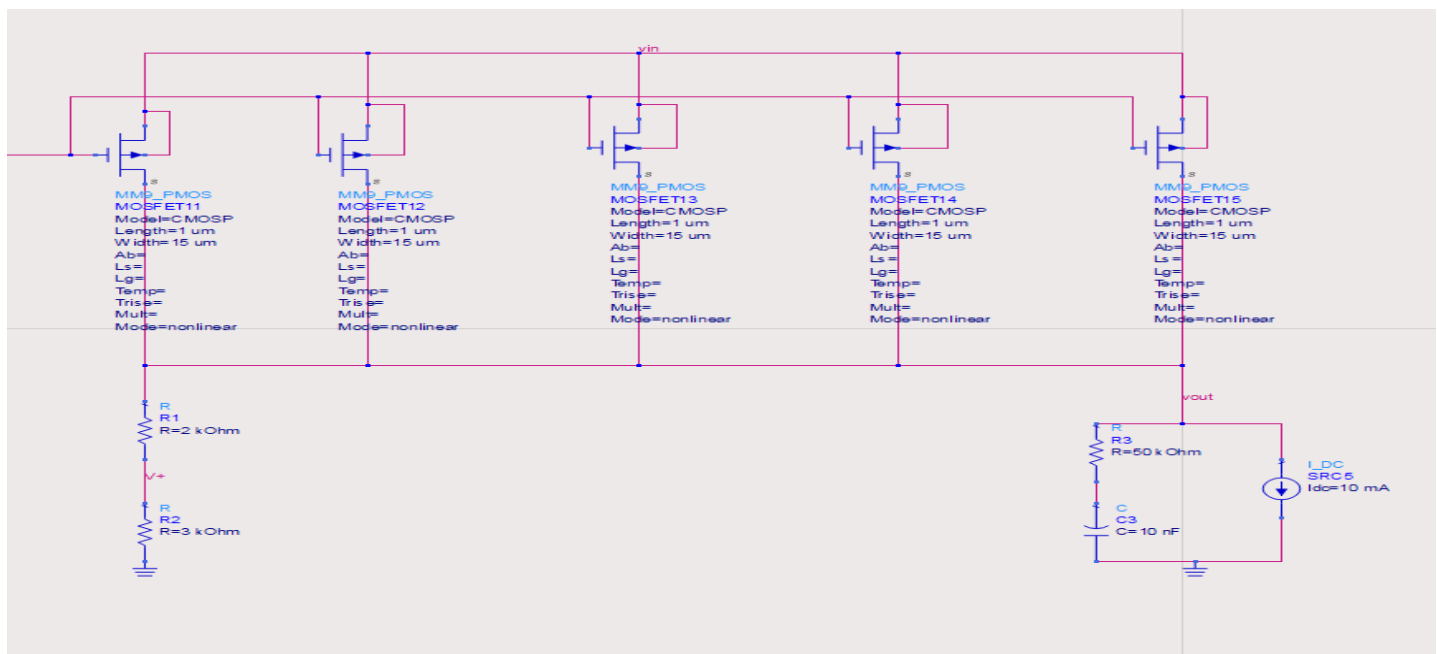 vin
s
MM9_PMOS
MOSFET11
Model=CMOSP
Length=1 um
Width=15 um
Ab=
Ls=
Lg=
Temp=
Trise=
Mult=
Mode=nonlinear
s
MM9_PMOS
MOSFET12
Model=CMOSP
Length=1 um
Width=15 um
Ab=
Ls=
Lg=
Temp=
Trise=
Mult=
Mode=nonlinear
s
MM9_PMOS
MOSFET13
Model=CMOSP
Length=1 um
Width=15 um
Ab=
Ls=
Lg=
Temp=
Trise=
Mult=
Mode=nonlinear
s
MM9_PMOS
MOSFET14
Model=CMOSP
Length=1 um
Width=15 um
Ab=
Ls=
Lg=
Temp=
Trise=
Mult=
Mode=nonlinear
s
MM9_PMOS
MOSFET15
Model=CMOSP
Length=1 um
Width=15 um
Ab=
Ls=
Lg=
Temp=
Trise=
Mult=
Mode=nonlinear
R
R1
R=2 kOhm
V+
R
R2
R=3 kOhm
vout
R
R3
R=50 kOhm
C
C3
C=10 nF
I_DC
SRC5
Idc=10 mA